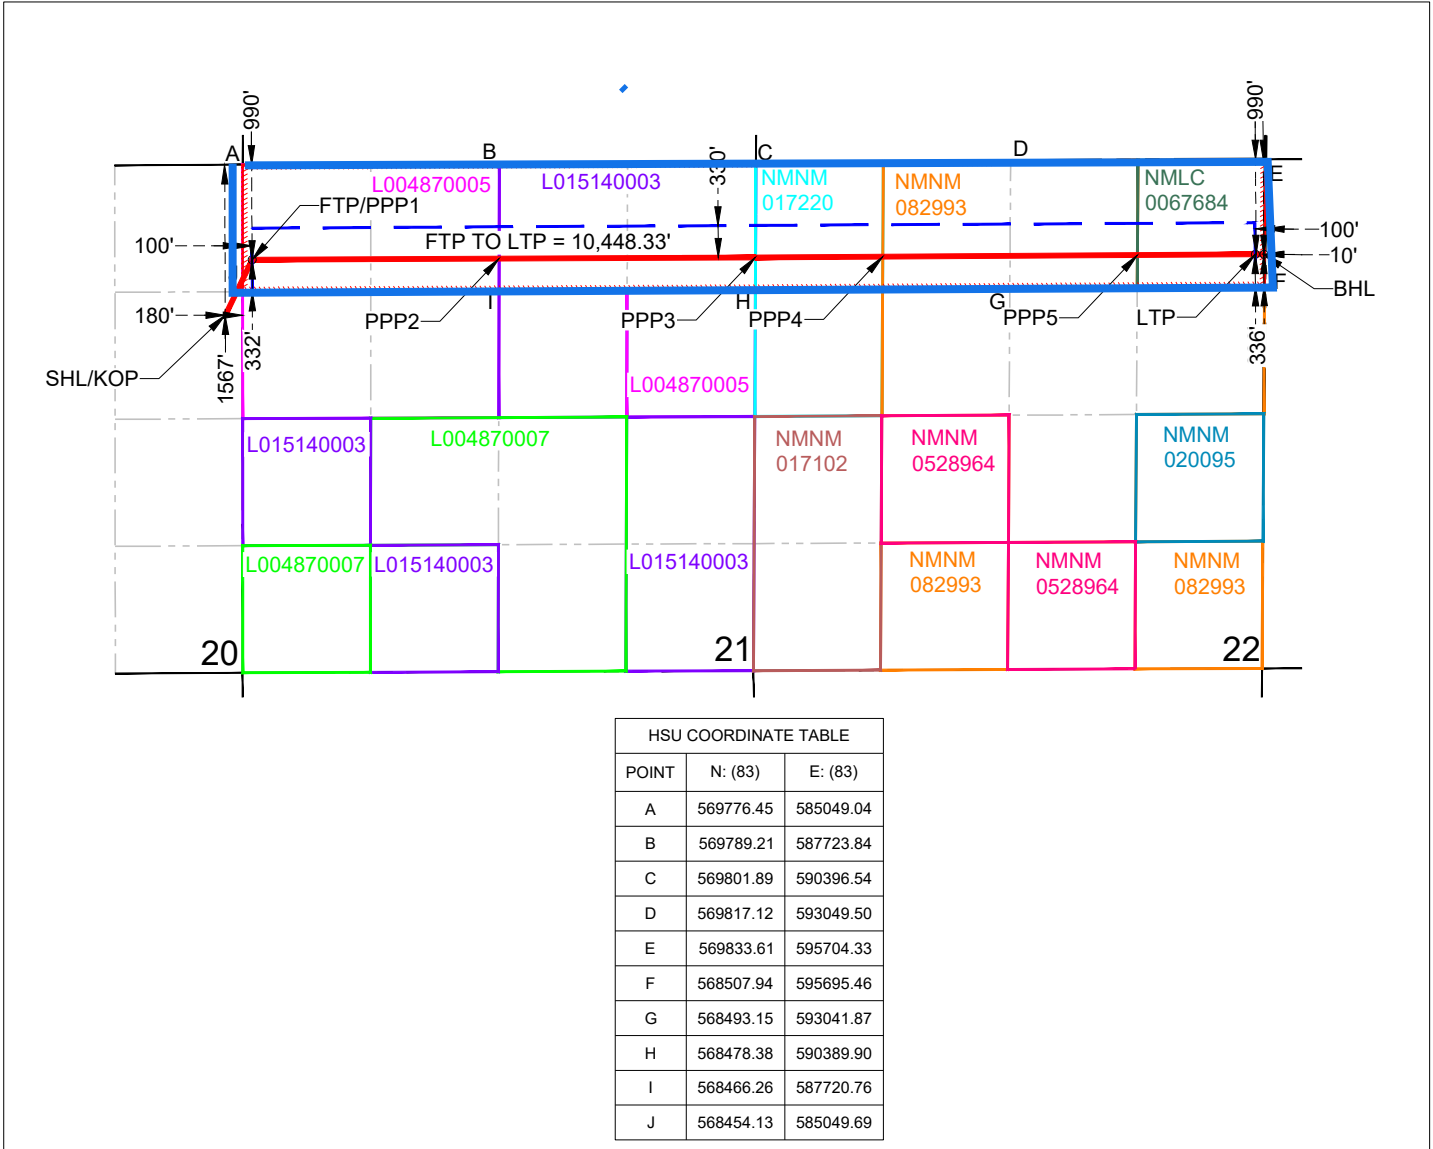 990'
990'
A
B
C
D
E
L004870005
L015140003
330'
NMNM
017220
NMNM
082993
NMLC
0067684
FTP/PPP1
100'
FTP TO LTP = 10,448.33'
100'
10'
F
BHL
I
H
G
180'
PPP2
PPP3
PPP4
PPP5
LTP
332'
336'
1567'
SHL/KOP
L004870005
L015140003
L004870007
NMNM
017102
NMNM
0528964
NMNM
020095
L004870007
L015140003
L015140003
NMNM
082993
NMNM
0528964
NMNM
082993
20
21
22
HSU COORDINATE TABLE
POINT N: (83) E: (83)
A 569776.45 585049.04
B 569789.21 587723.84
C 569801.89 590396.54
D 569817.12 593049.50
E 569833.61 595704.33
F 568507.94 595695.46
G 568493.15 593041.87
H 568478.38 590389.90
I 568466.26 587720.76
J 568454.13 585049.69